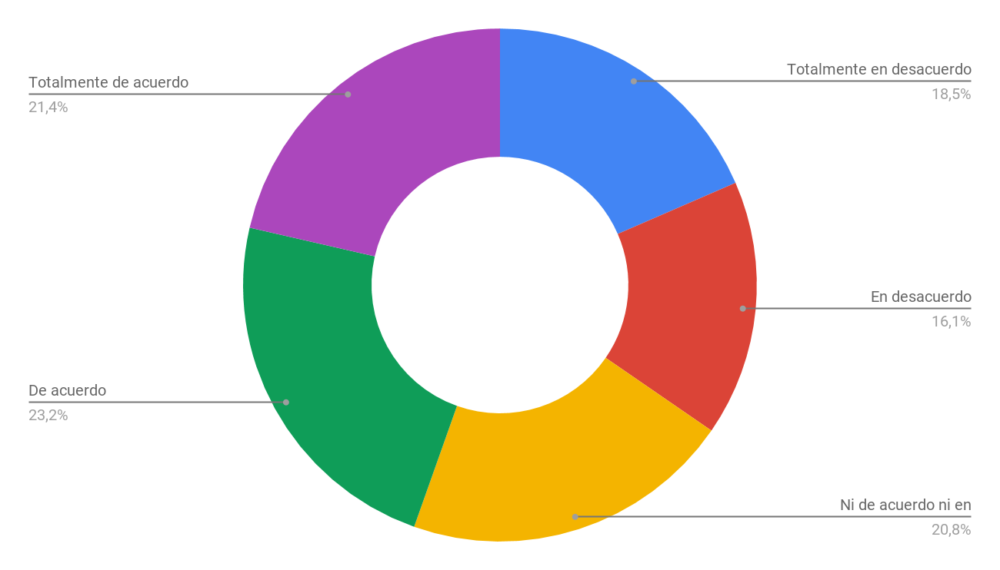 Totalmente de acuerdo
21,4%
De acuerdo
23,2%
Totalmente en desacuerdo
18,5%
En desacuerdo
16,1%
Ni de acuerdo ni en
20,8%